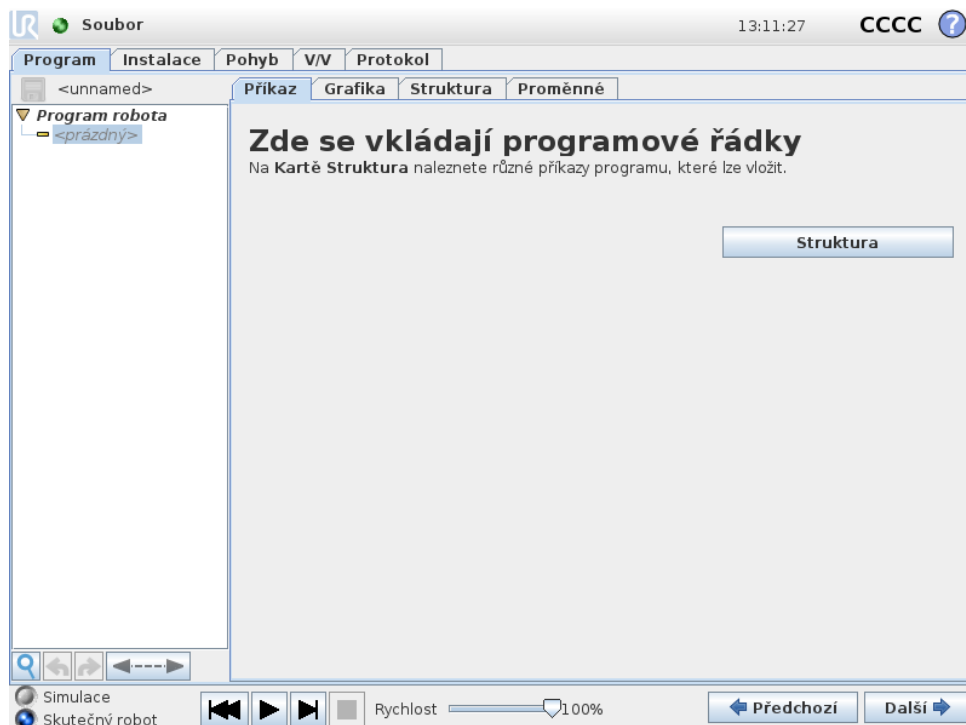 UR Soubor 13:11:27 CCCC ?
Program Instalace Pohyb V/V Protokol
<unnamed>
Příkaz Grafika Struktura Proměnné
Program robota
<prázdný>
Zde se vkládají programové řádky
Na Kartě Struktura naleznete různé příkazy programu, které lze vložit.
Struktura
Simulace
Skutečný robot
Rychlost 100%
Předchozí Další